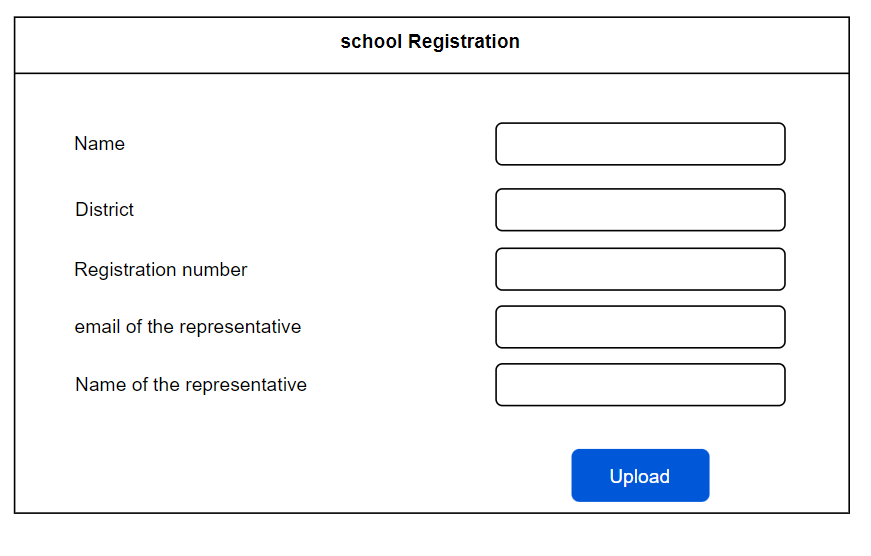 school Registration
Name
District
Registration number
email of the representative
Name of the representative
Upload